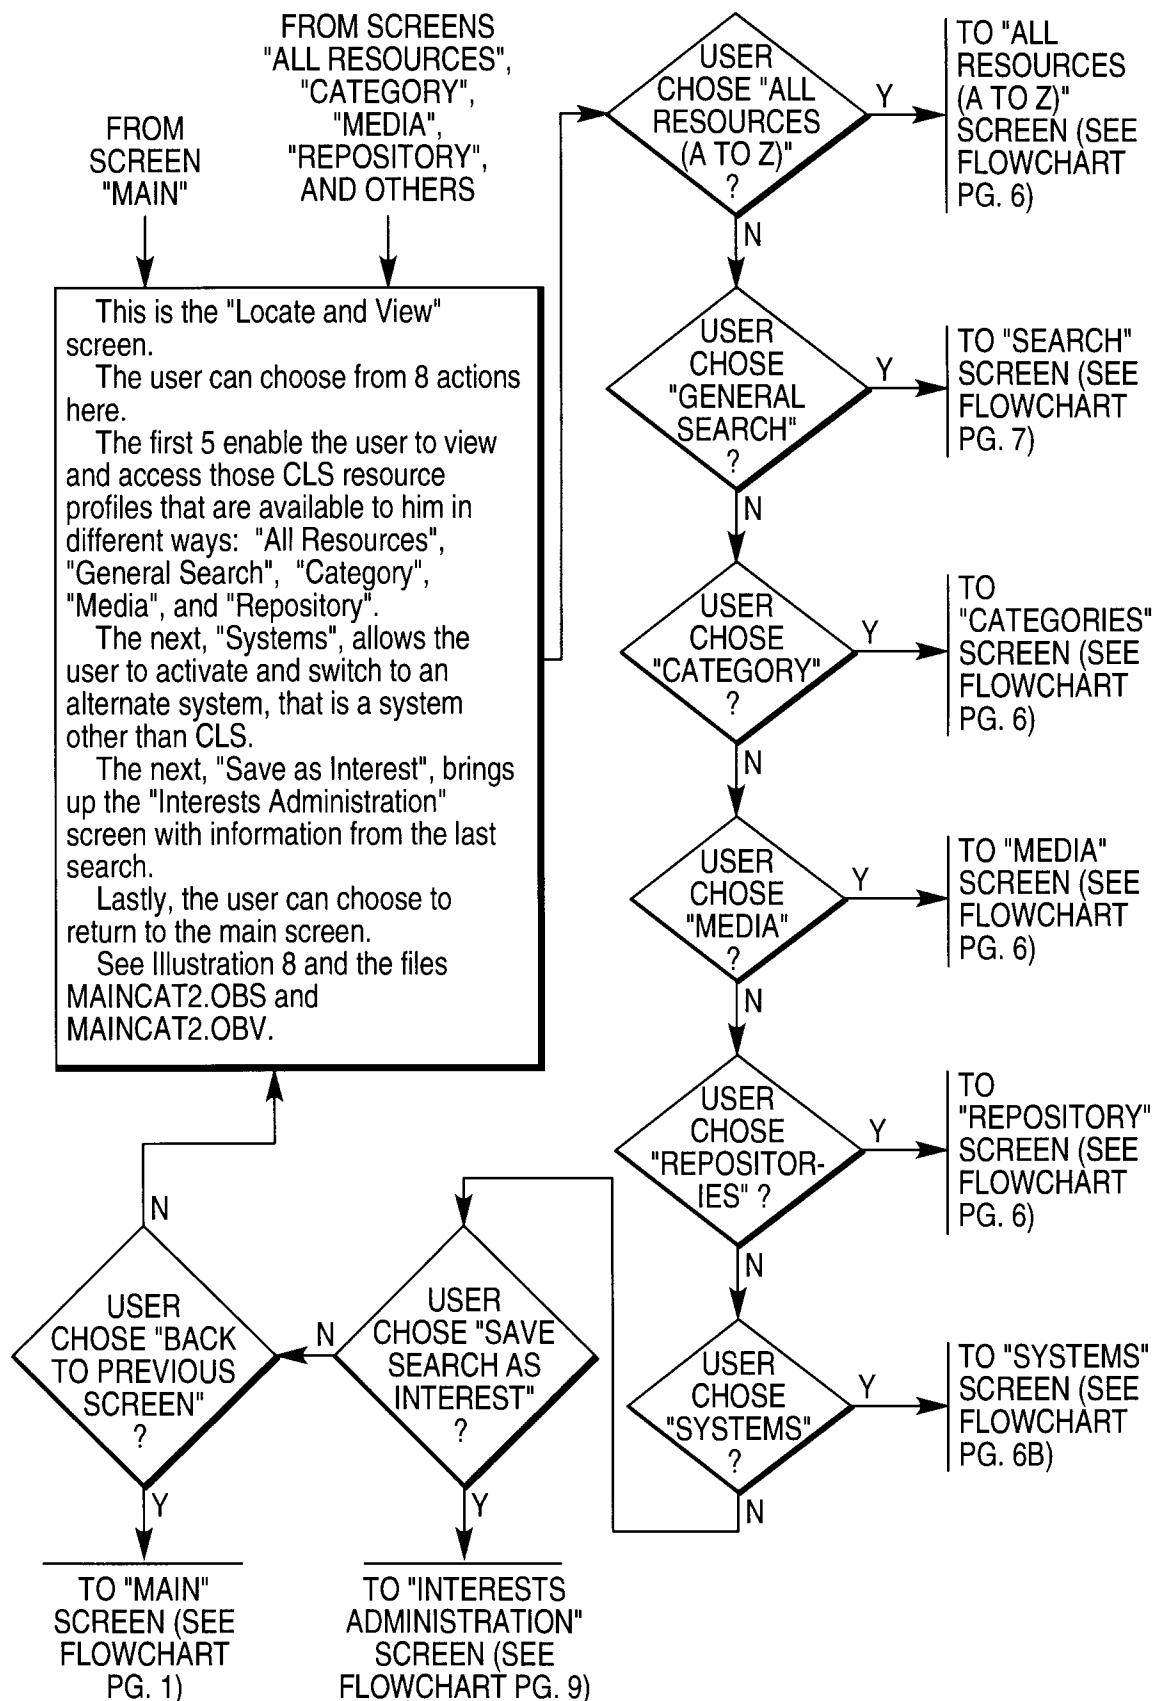 FROM
SCREEN
"MAIN"
FROM SCREENS
"ALL RESOURCES",
"CATEGORY",
"MEDIA",
"REPOSITORY",
AND OTHERS
This is the "Locate and View"
screen.
The user can choose from 8 actions
here.
The first 5 enable the user to view
and access those CLS resource
profiles that are available to him in
different ways: "All Resources",
"General Search", "Category",
"Media", and "Repository".
The next, "Systems", allows the
user to activate and switch to an
alternate system, that is a system
other than CLS.
The next, "Save as Interest", brings
up the "Interests Administration"
screen with information from the last
search.
Lastly, the user can choose to
return to the main screen.
See Illustration 8 and the files
MAINCAT2.OBS and
MAINCAT2.OBV.
USER
CHOSE "ALL
RESOURCES
(A TO Z)"
?
Y
TO "ALL
RESOURCES
(A TO Z)"
SCREEN (SEE
FLOWCHART
PG. 6)
N
USER
CHOSE
"GENERAL
SEARCH"
?
Y
TO "SEARCH"
SCREEN (SEE
FLOWCHART
PG. 7)
N
USER
CHOSE
"CATEGORY"
?
Y
TO
"CATEGORIES"
SCREEN (SEE
FLOWCHART
PG. 6)
N
USER
CHOSE
"MEDIA"
?
Y
TO "MEDIA"
SCREEN (SEE
FLOWCHART
PG. 6)
N
USER
CHOSE
"REPOSITOR-
IES" ?
Y
TO
"REPOSITORY"
SCREEN (SEE
FLOWCHART
PG. 6)
N
USER
CHOSE
"SYSTEMS"
?
Y
TO "SYSTEMS"
SCREEN (SEE
FLOWCHART
PG. 6B)
N
USER
CHOSE "SAVE
SEARCH AS
INTEREST"
?
Y
TO "INTERESTS
ADMINISTRATION"
SCREEN (SEE
FLOWCHART PG. 9)
N
USER
CHOSE "BACK
TO PREVIOUS
SCREEN"
?
N
Y
TO "MAIN"
SCREEN (SEE
FLOWCHART
PG. 1)